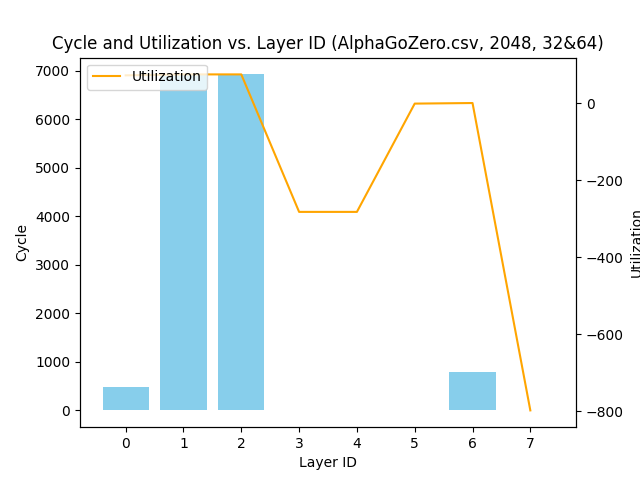 Cycle and Utilization vs. Layer ID (AlphaGoZero.csv, 2048, 32&64)
Utilization
7000
6000
5000
4000
3000
2000
1000
0
Cycle
0
−200
−400
−600
−800
Utilization
0 1 2 3 4 5 6 7
Layer ID